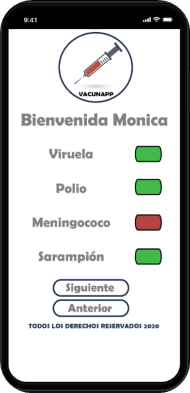 9:41
VACUNAPP
Bienvenida Monica
Viruela
Polio
Meningococo
Sarampión
Siguiente
Anterior
TODOS LOS DERECHOS RESERVADOS 2020